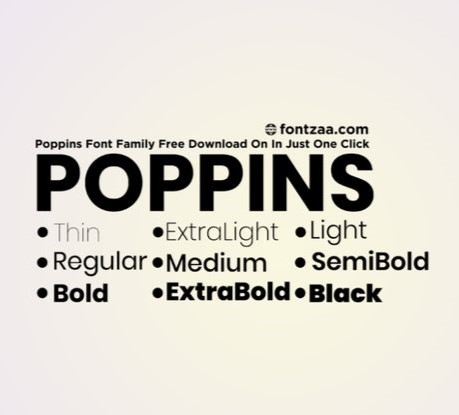 fontzaa.com
Poppins Font Family Free Download On In Just One Click
POPPINS
• Thin • ExtraLight • Light
• Regular • Medium • SemiBold
• Bold • ExtraBold • Black